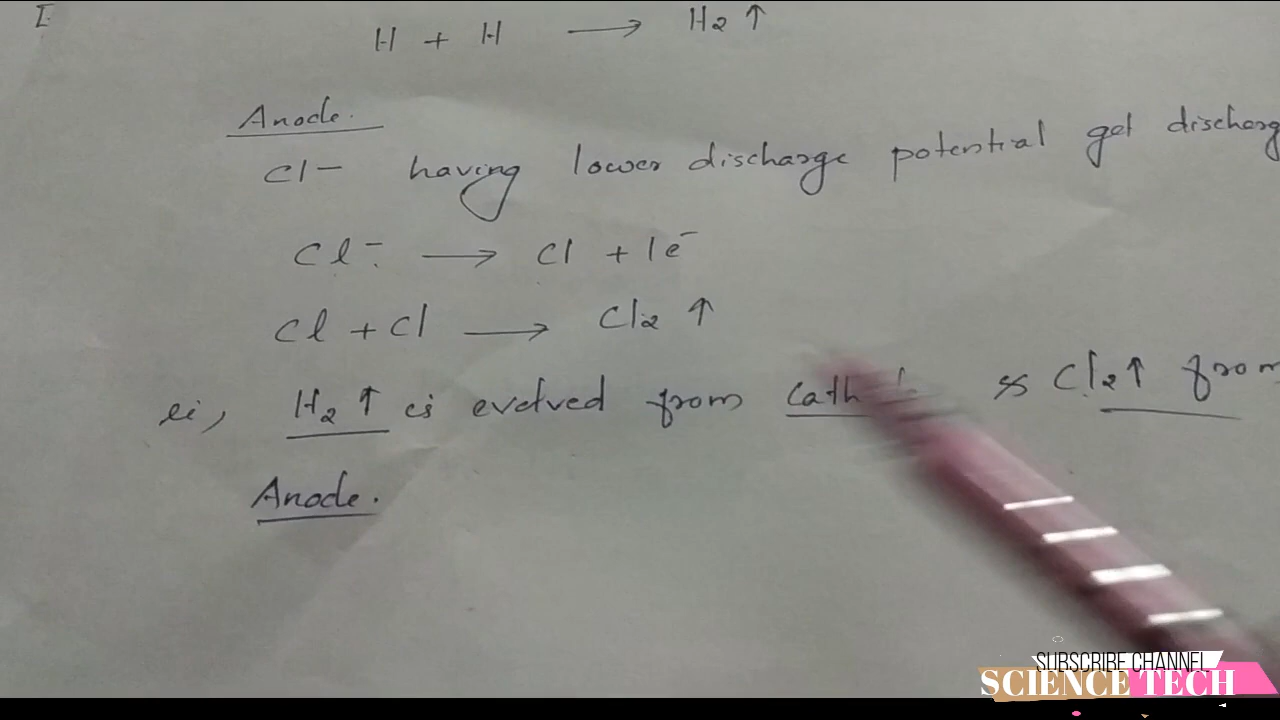 I.
H + H → H2 ↑
Anode.
Cl- having lower discharge potential get discharg
Cl- → Cl + 1e-
Cl + Cl → Cl2 ↑
ie, H2 ↑ is evolved from Cath & Cl2↑ from
Anode.
SUBSCRIBE CHANNEL
SCIENCE TECH